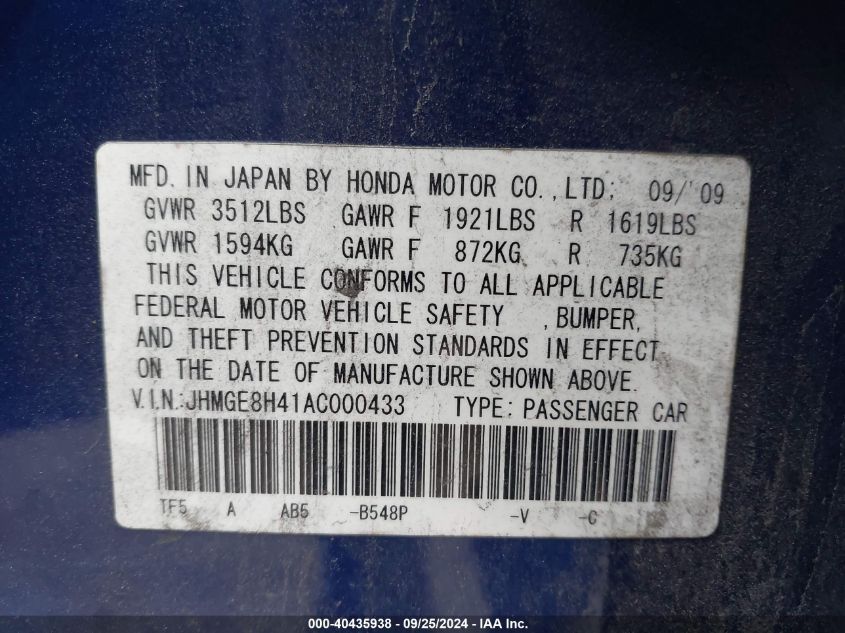 MFD. IN JAPAN BY HONDA MOTOR CO., LTD; 09/'09
GVWR 3512LBS GAWR F 1921LBS R 1619LBS
GVWR 1594KG GAWR F 872KG R 735KG
THIS VEHICLE CONFORMS TO ALL APPLICABLE
FEDERAL MOTOR VEHICLE SAFETY , BUMPER,
AND THEFT PREVENTION STANDARDS IN EFFECT
ON THE DATE OF MANUFACTURE SHOWN ABOVE.
V.I.N.:JHMGE8H41AC000433 TYPE: PASSENGER CAR
TF5 A AB5 -B548P -V -C
000-40435938 - 09/25/2024 - IAA Inc.